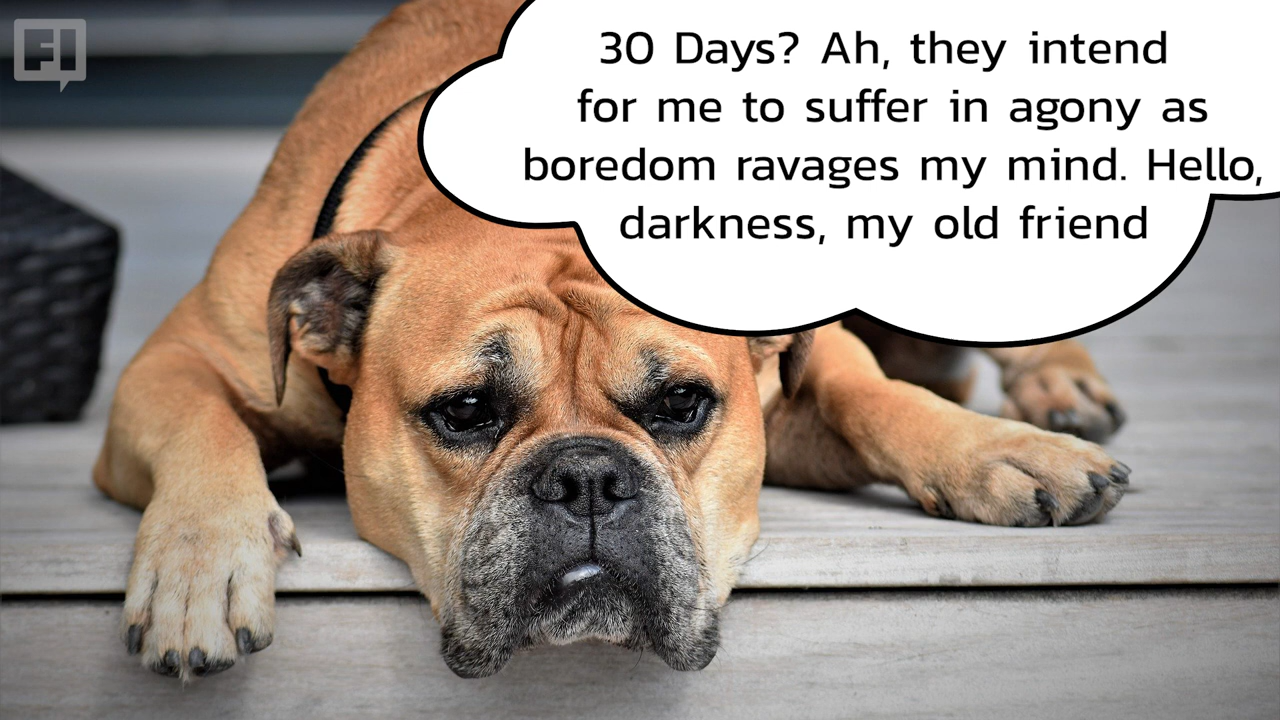 FI
30 Days? Ah, they intend
for me to suffer in agony as
boredom ravages my mind. Hello,
darkness, my old friend